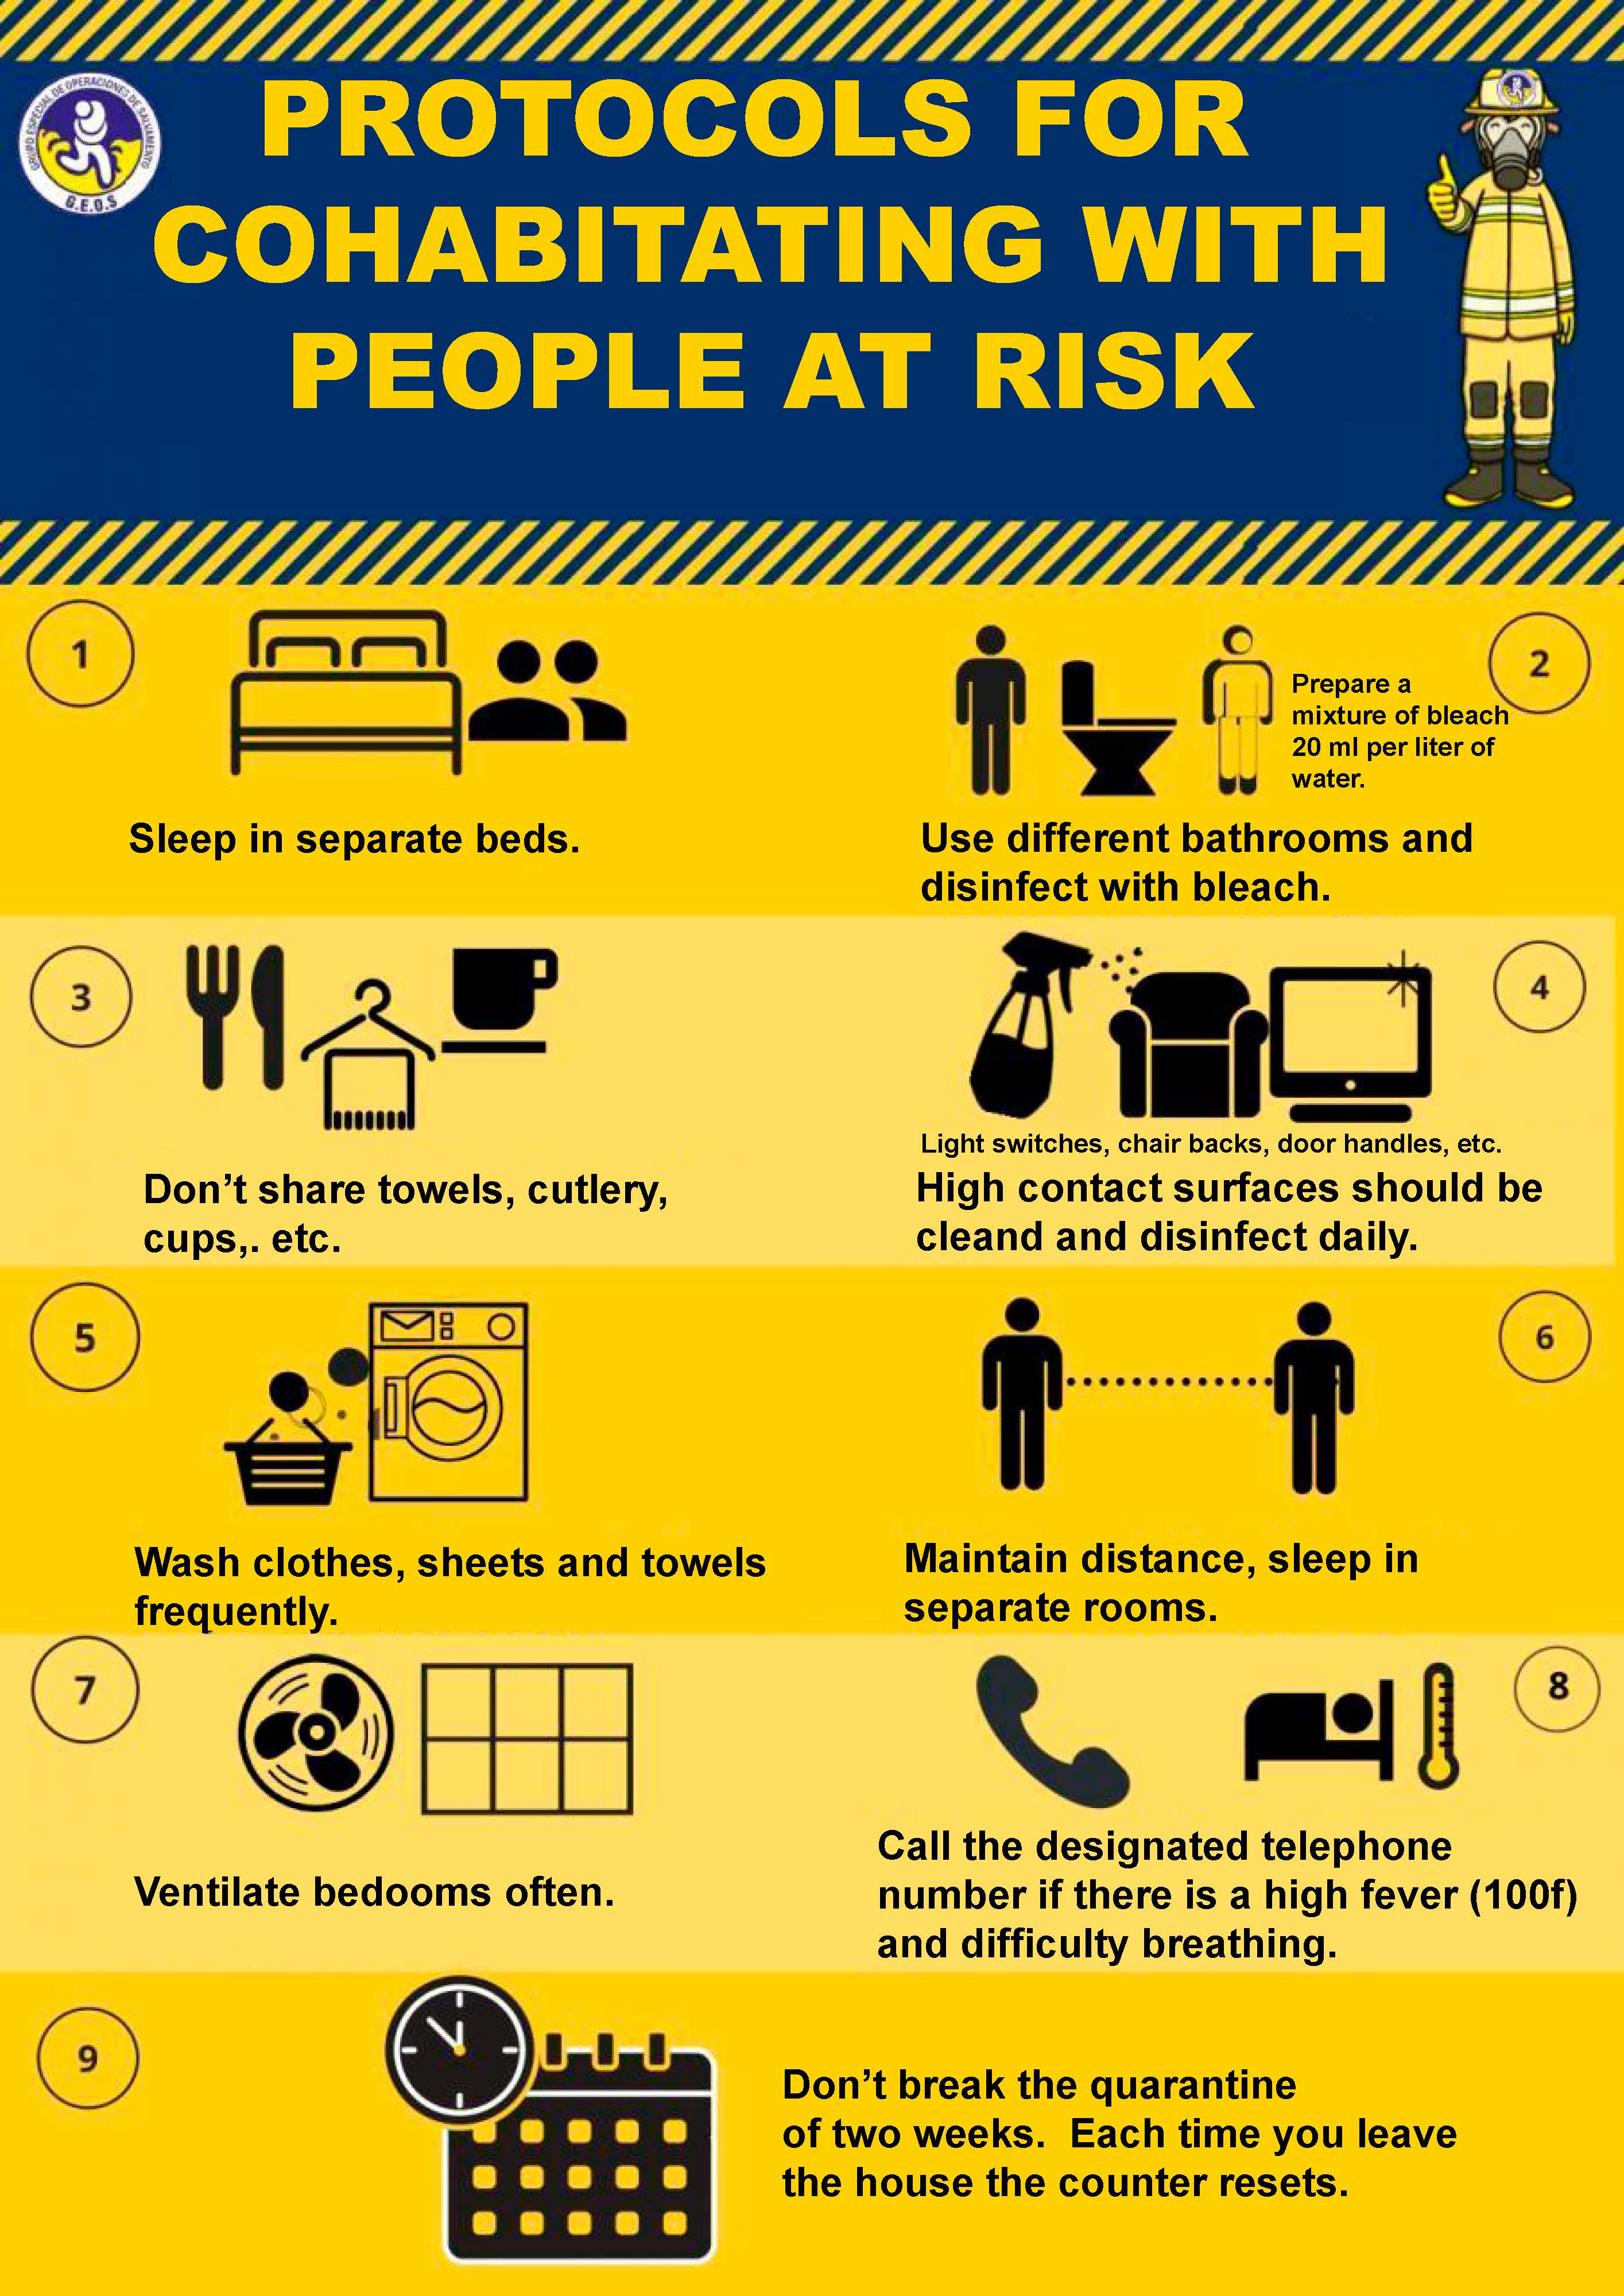 GRUPO ESPECIAL DE OPERACIONES DE SALVAMENTO
G.E.O.S
PROTOCOLS FOR
COHABITATING WITH
PEOPLE AT RISK
1
Sleep in separate beds.
2
Prepare a
mixture of bleach
20 ml per liter of
water.
Use different bathrooms and
disinfect with bleach.
3
Don’t share towels, cutlery,
cups,. etc.
4
Light switches, chair backs, door handles, etc.
High contact surfaces should be
cleand and disinfect daily.
5
Wash clothes, sheets and towels
frequently.
6
Maintain distance, sleep in
separate rooms.
7
Ventilate bedooms often.
8
Call the designated telephone
number if there is a high fever (100f)
and difficulty breathing.
9
Don’t break the quarantine
of two weeks.  Each time you leave
the house the counter resets.